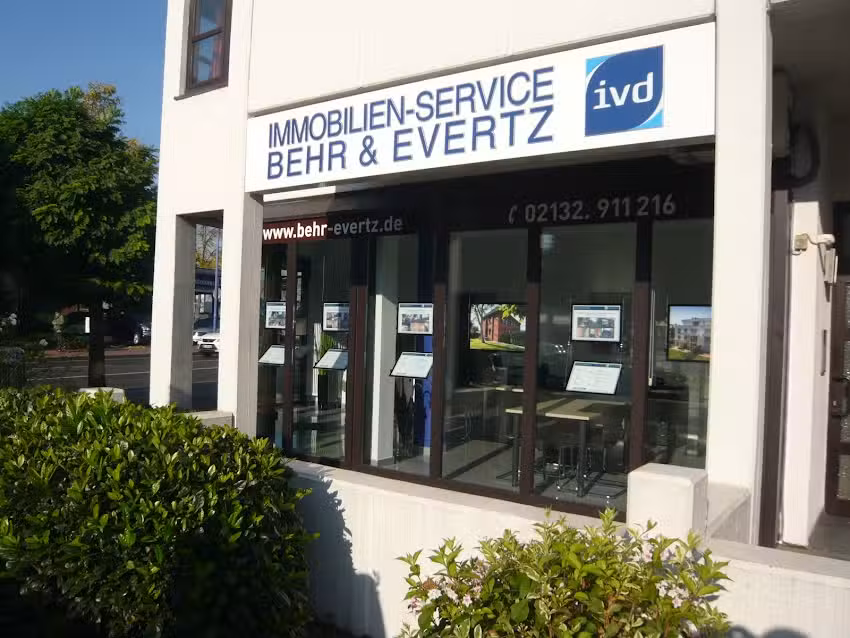 IMMOBILIEN-SERVICE
BEHR & EVERTZ
ivd
www.behr-evertz.de
02132. 911 216